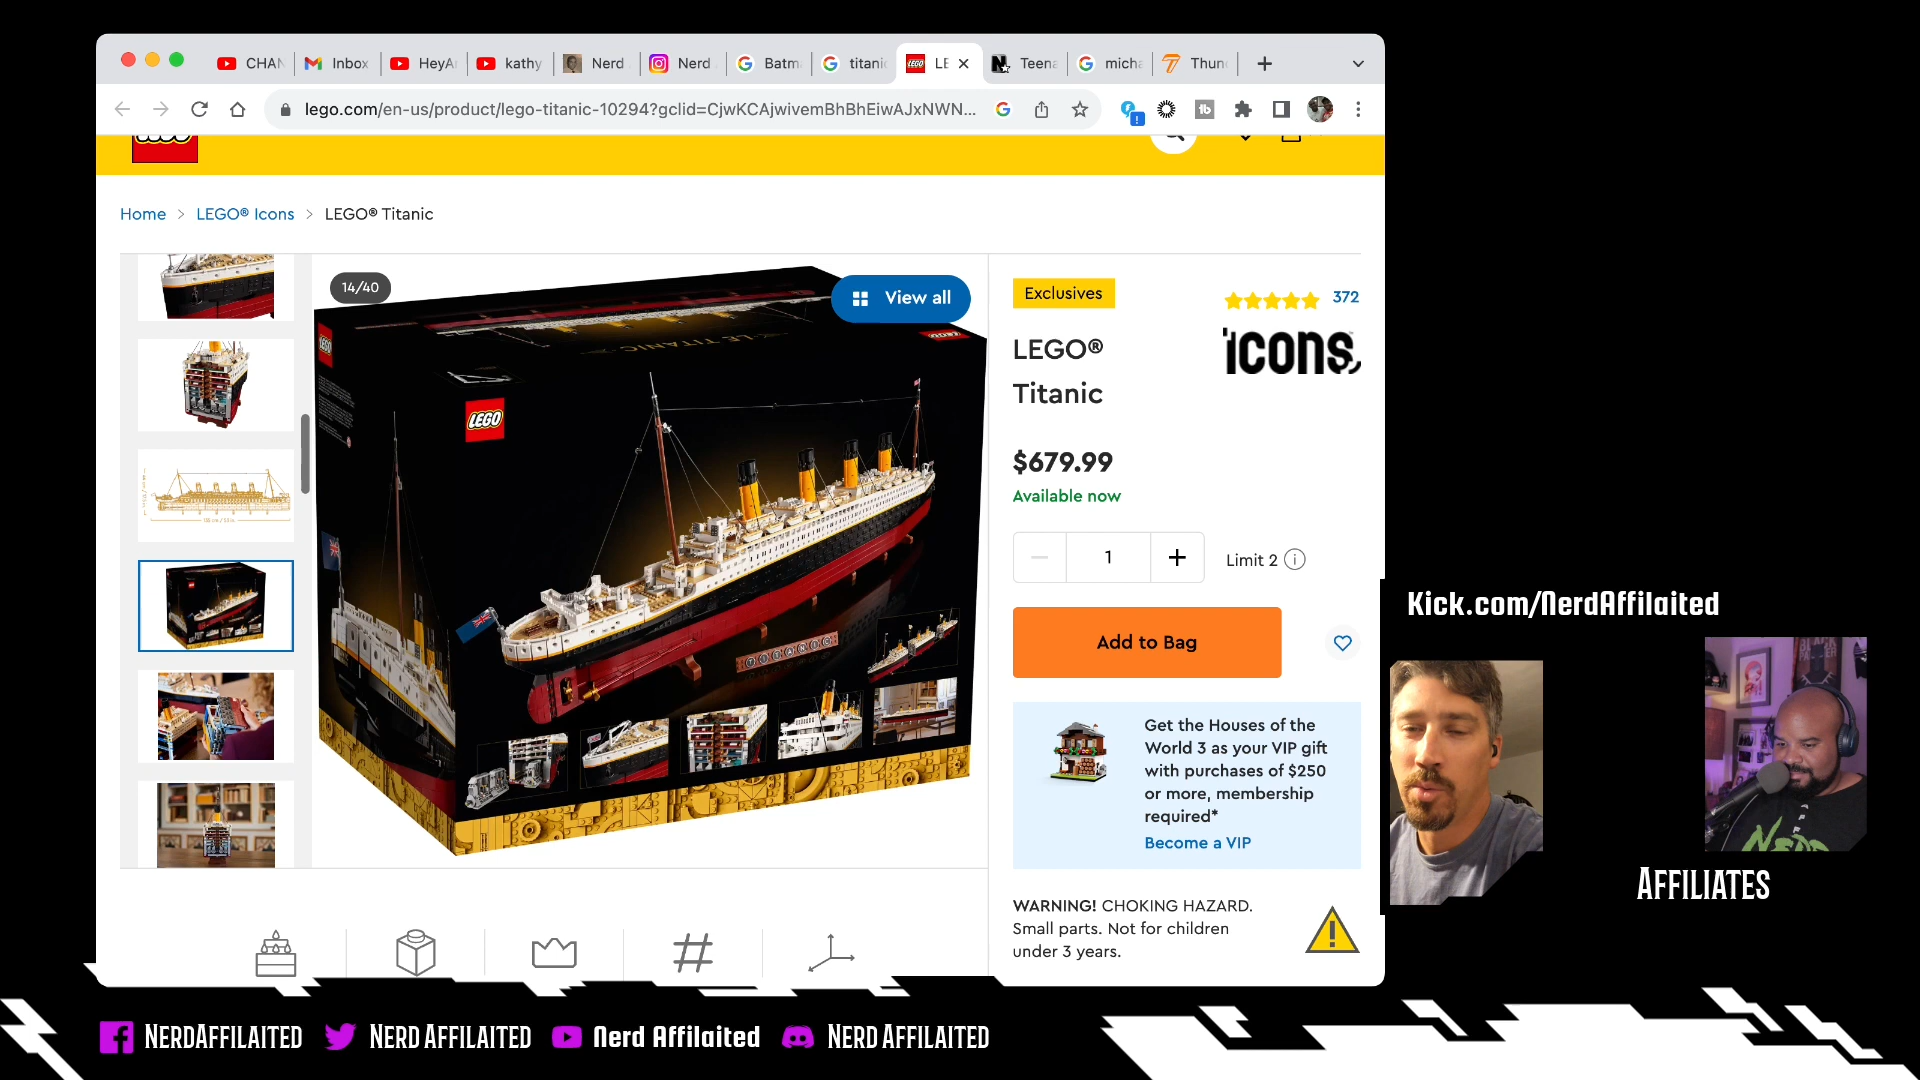 CHAN
Inbox
HeyA
kathy
Nerd
Nerd
Batm
titanic
LE
Teena
micha
Thun
lego.com/en-us/product/lego-titanic-10294?gclid=CjwKCAjwivemBhBhEiwAJxNWN...
Home > LEGO® Icons > LEGO® Titanic
14/40
View all
LE TITANIC
LEGO
LEGO
Exclusives
372
LEGO®
Titanic
icons
$679.99
Available now
1
Limit 2
Add to Bag
Get the Houses of the
World 3 as your VIP gift
with purchases of $250
or more, membership
required*
Become a VIP
WARNING! CHOKING HAZARD.
Small parts. Not for children
under 3 years.
Kick.com/NerdAffilaited
AFFILIATES
NERDAFFILAITED
NERD AFFILAITED
Nerd Affilaited
NERD AFFILAITED